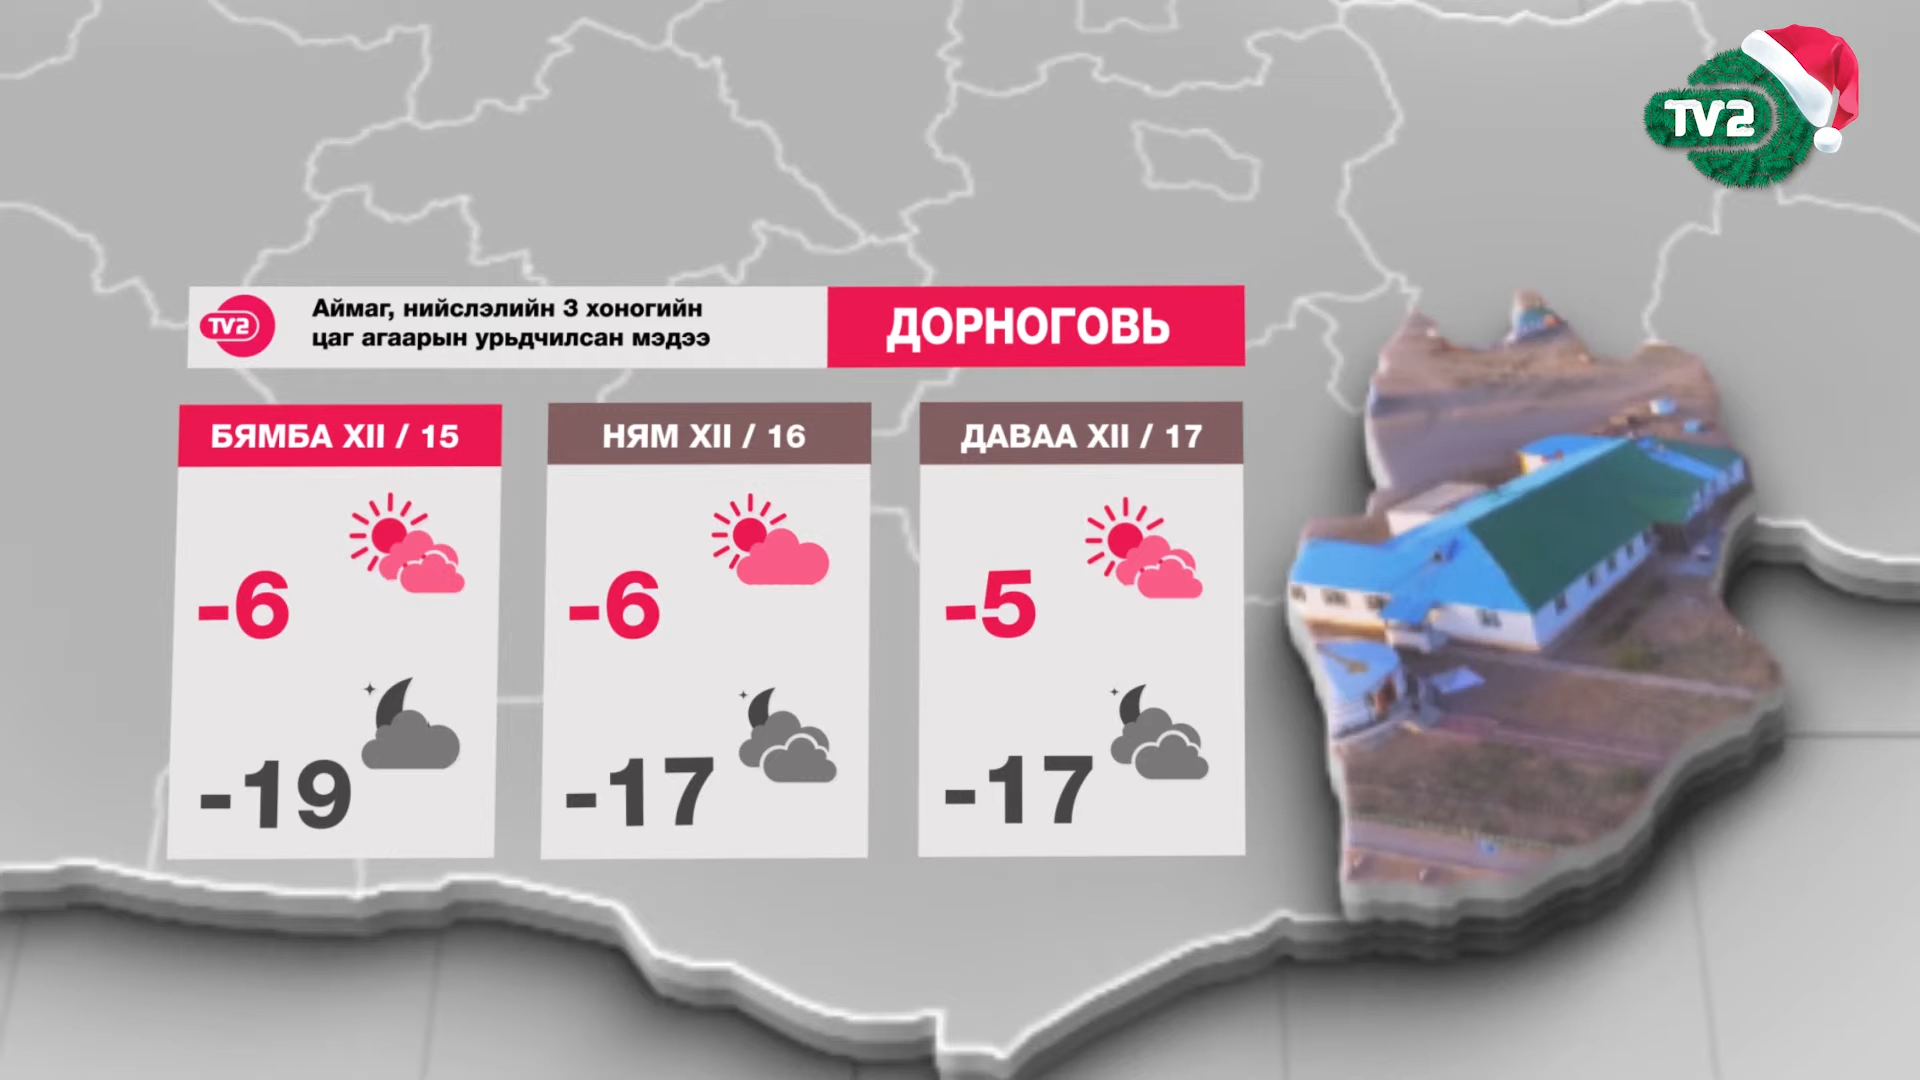 TV2
TV2
Аймаг, нийслэлийн 3 хоногийн
цаг агаарын урьдчилсан мэдээ
ДОРНОГОВЬ
БЯМБА XII / 15
-6
-19
НЯМ XII / 16
-6
-17
ДАВАА XII / 17
-5
-17